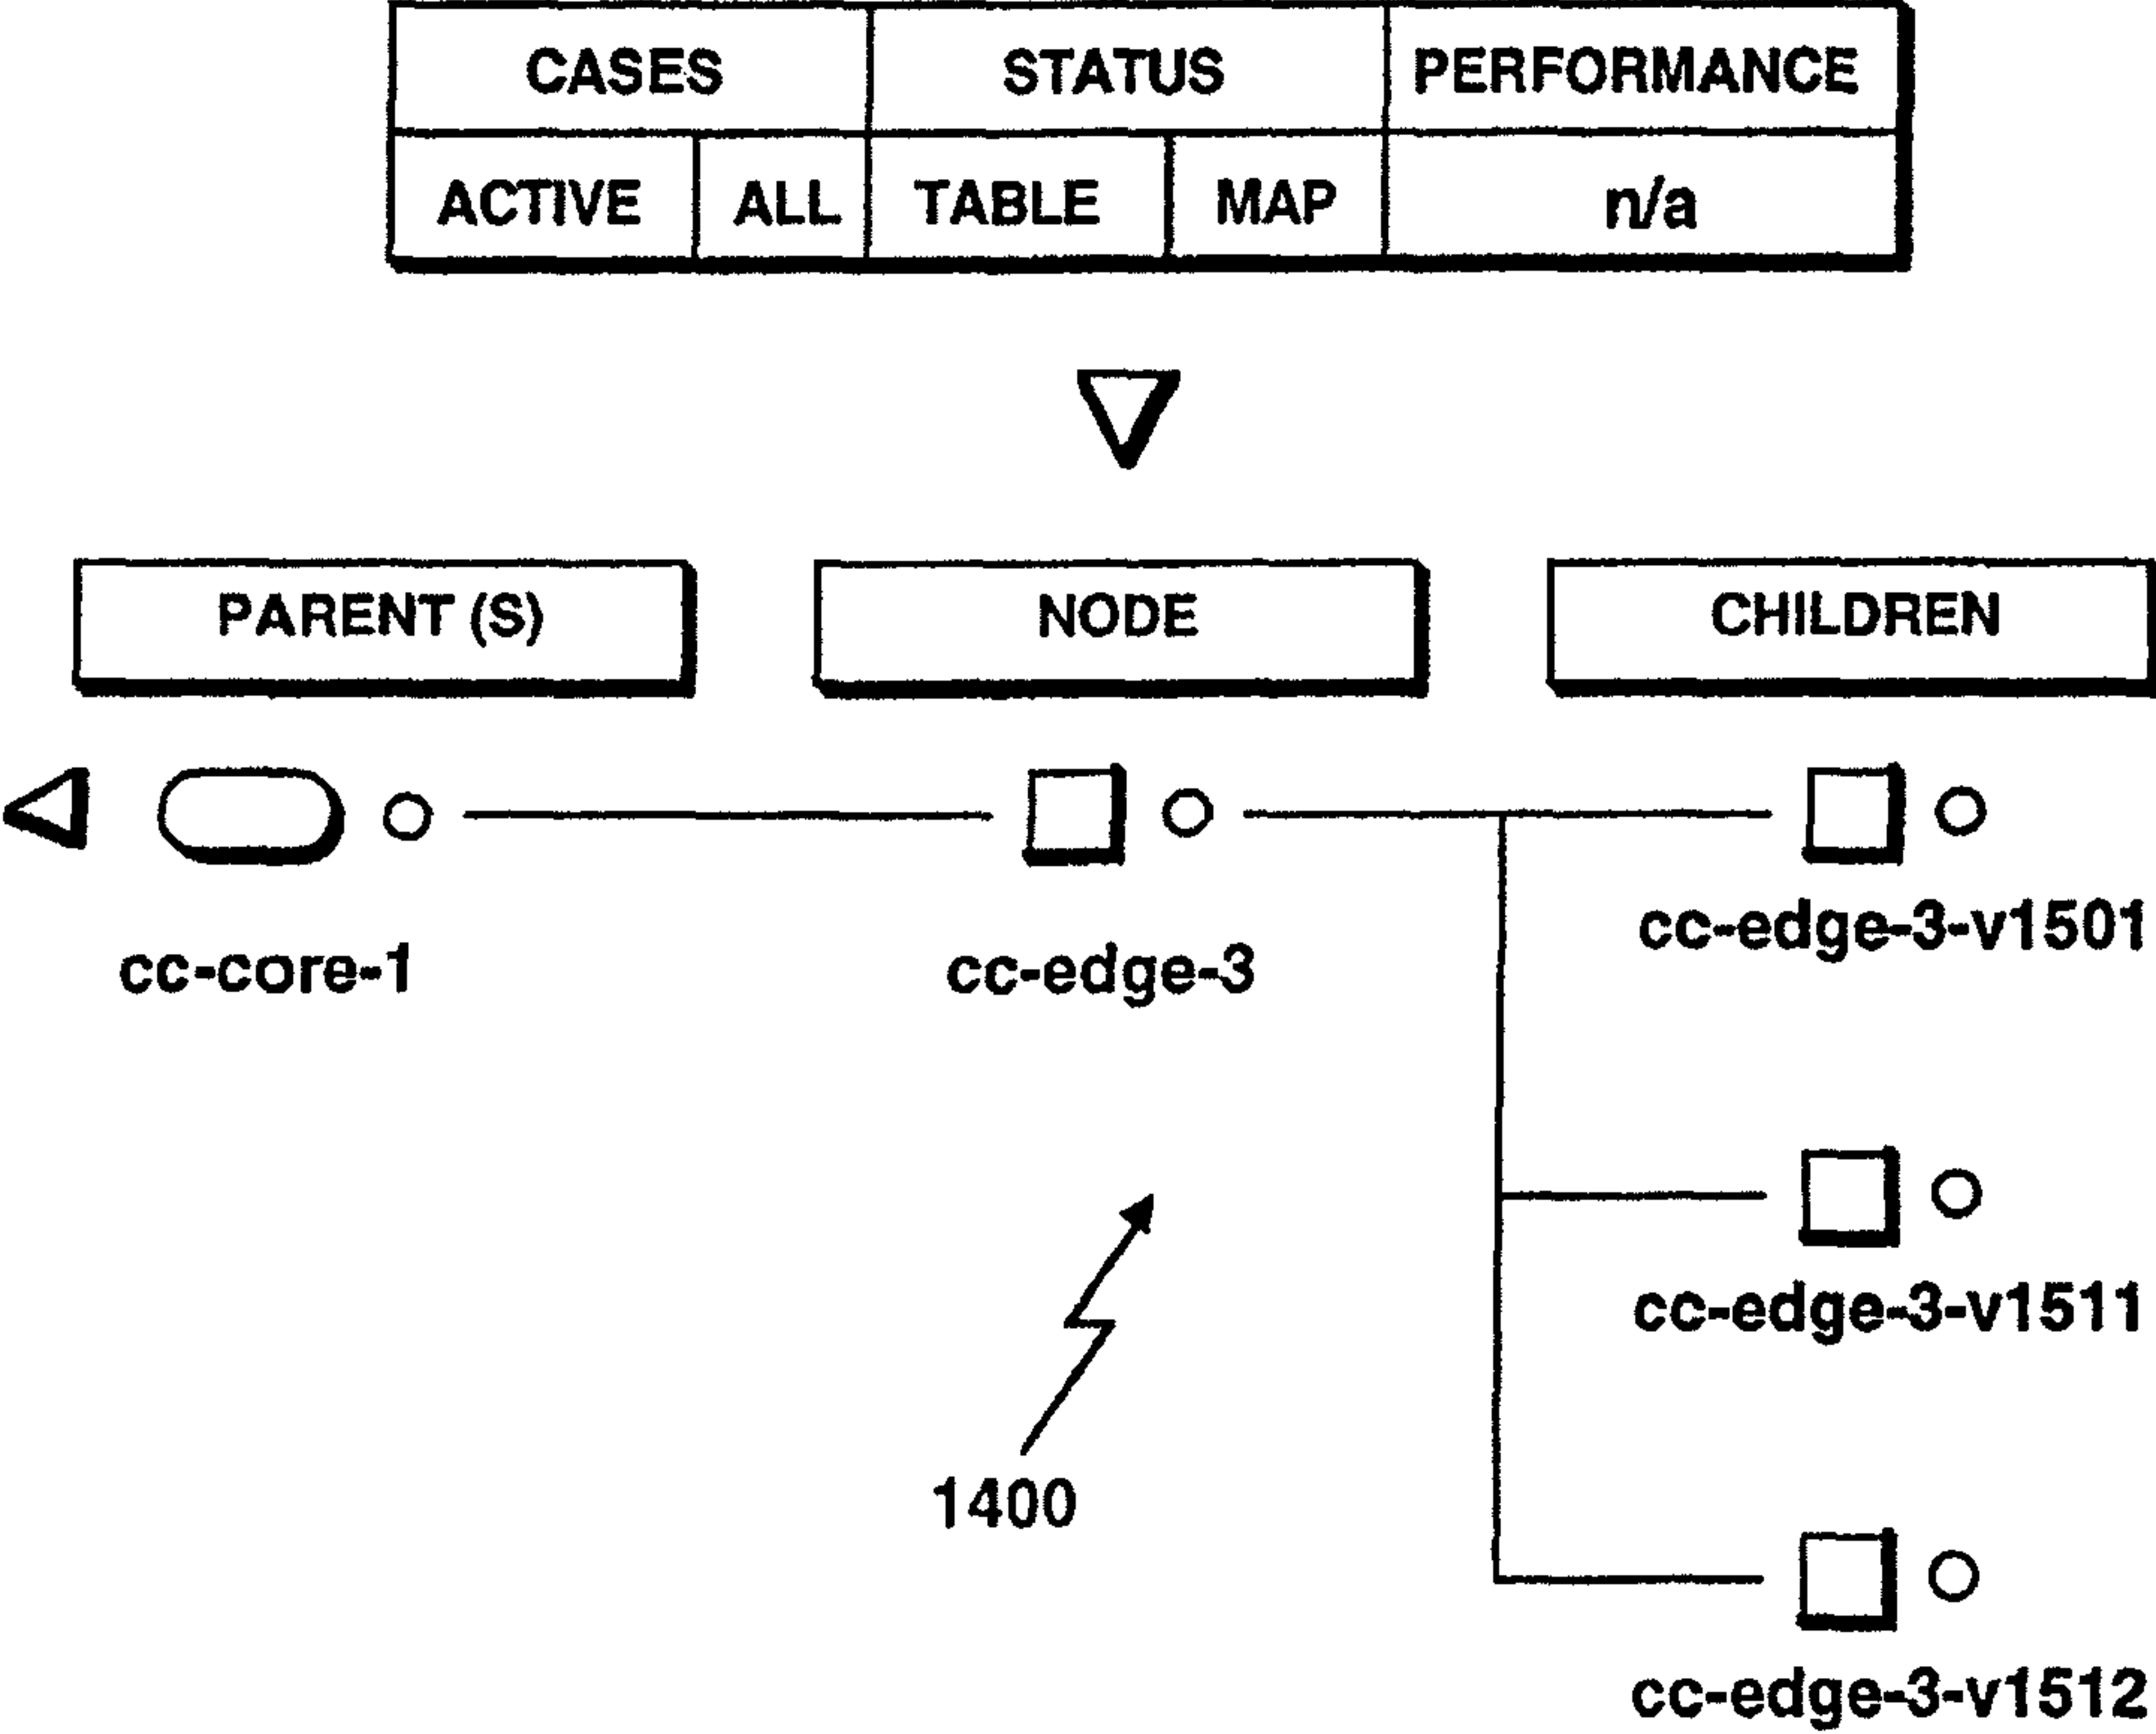 CASES STATUS PERFORMANCE
ACTIVE ALL TABLE MAP n/a
PARENT (S) NODE CHILDREN
cc-core-1 cc-edge-3 cc-edge-3-v1501
cc-edge-3-v1511
1400
cc-edge-3-v1512